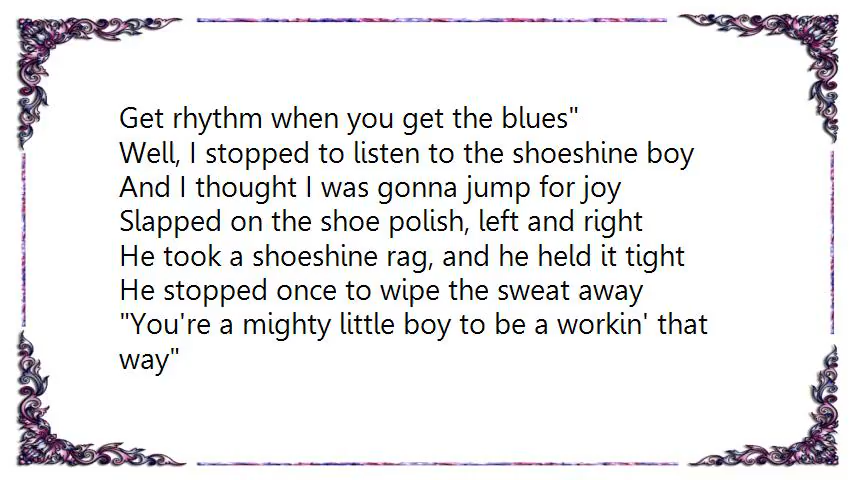 Get rhythm when you get the blues"
Well, I stopped to listen to the shoeshine boy
And I thought I was gonna jump for joy
Slapped on the shoe polish, left and right
He took a shoeshine rag, and he held it tight
He stopped once to wipe the sweat away
"You're a mighty little boy to be a workin' that
way"